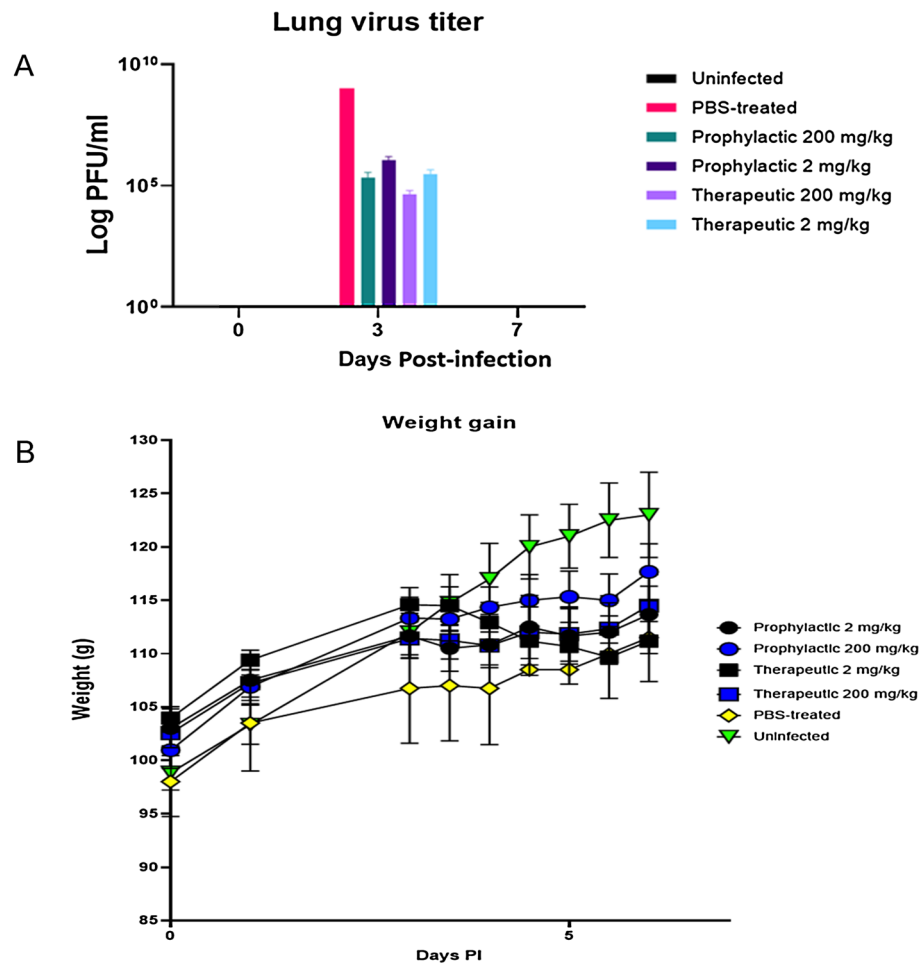 Lung virus titer
A
10¹⁰
10⁵
10⁰
Log PFU/ml
0 3 7
Days Post-infection
Uninfected
PBS-treated
Prophylactic 200 mg/kg
Prophylactic 2 mg/kg
Therapeutic 200 mg/kg
Therapeutic 2 mg/kg
Weight gain
B
130
125
120
115
110
105
100
95
90
85
Weight (g)
0 5
Days PI
Prophylactic 2 mg/kg
Prophylactic 200 mg/kg
Therapeutic 2 mg/kg
Therapeutic 200 mg/kg
PBS-treated
Uninfected